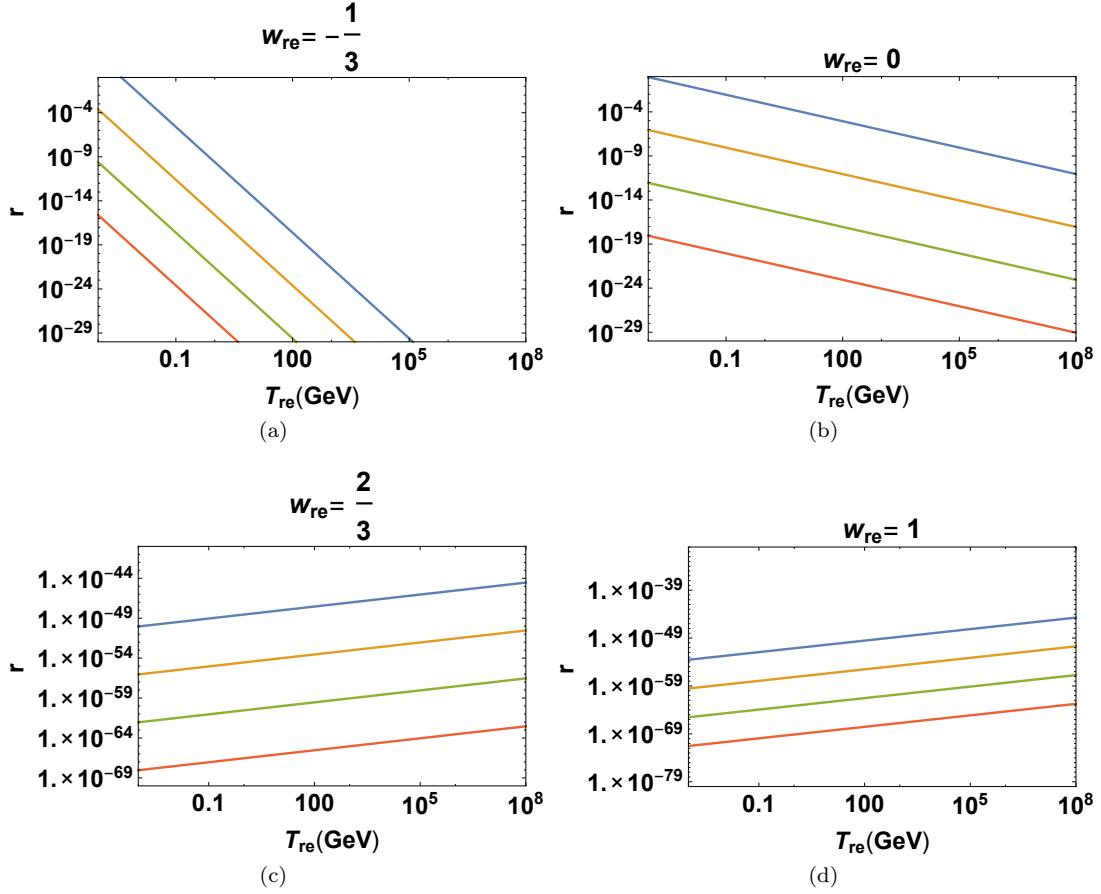 w_re = - 1/3
r
10^-4
10^-9
10^-14
10^-19
10^-24
10^-29
0.1 100 10^5 10^8
T_re(GeV)
(a)
w_re = 0
r
10^-4
10^-9
10^-14
10^-19
10^-24
10^-29
0.1 100 10^5 10^8
T_re(GeV)
(b)
w_re = 2/3
r
1.×10^-44
1.×10^-49
1.×10^-54
1.×10^-59
1.×10^-64
1.×10^-69
0.1 100 10^5 10^8
T_re(GeV)
(c)
w_re = 1
r
1.×10^-39
1.×10^-49
1.×10^-59
1.×10^-69
1.×10^-79
0.1 100 10^5 10^8
T_re(GeV)
(d)